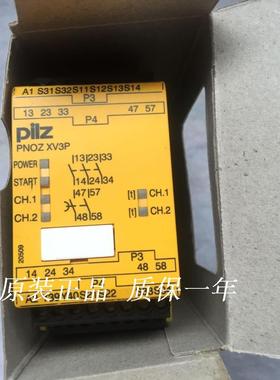 A1 S31S32S11S12S13S14
P3
13 23 33
47 57
P4
pilz
PNOZ XV3P
POWER
13 23 33
START
14 24 34
CH.1
47 57
[t]
CH.1
CH.2
48 58
[t]
CH.2
20S09
P3
14 24 34
48 58
原装正品 质保一年